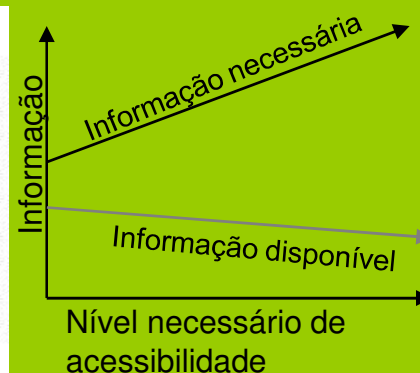 Informação
Informação necessária
Informação disponível
Nível necessário de
acessibilidade